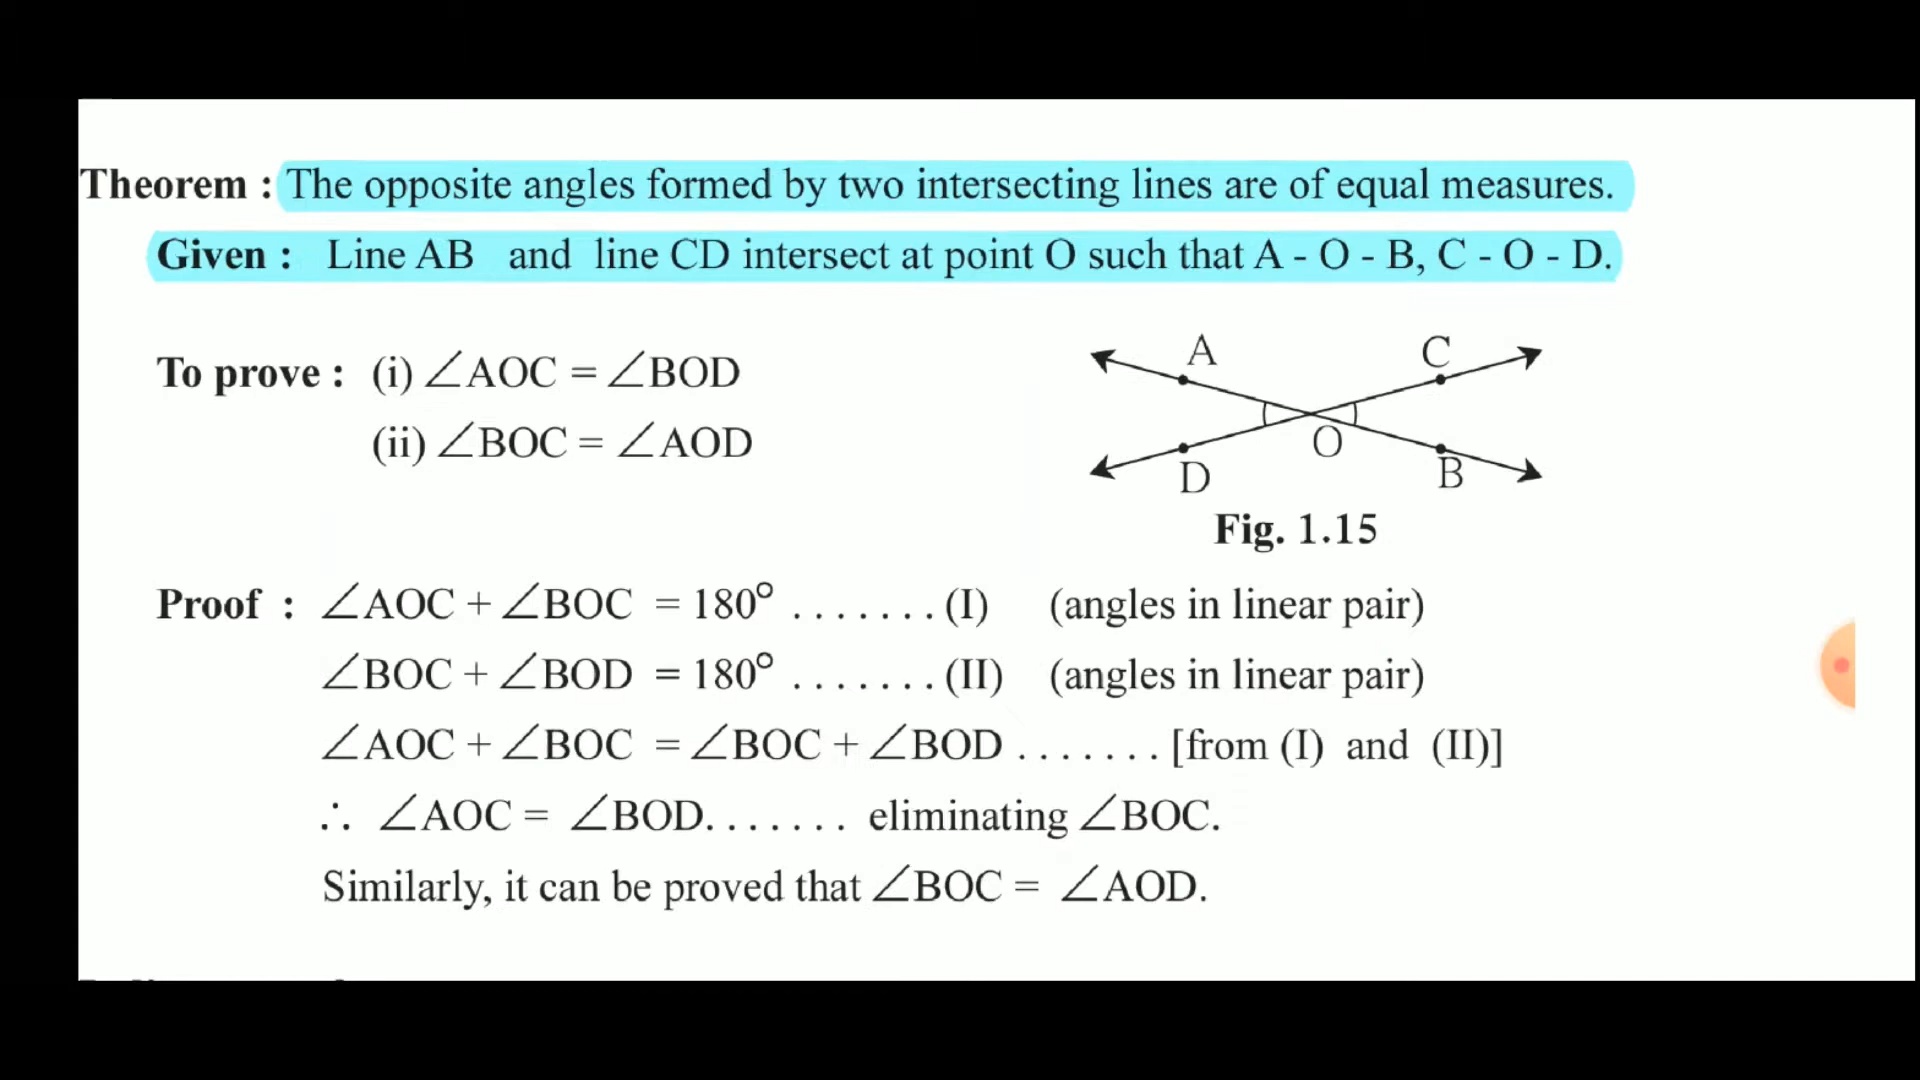 Theorem : The opposite angles formed by two intersecting lines are of equal measures.
Given : Line AB and line CD intersect at point O such that A - O - B, C - O - D.
To prove : (i) ∠AOC = ∠BOD
(ii) ∠BOC = ∠AOD
A
C
O
D
B
Fig. 1.15
Proof : ∠AOC + ∠BOC = 180° . . . . . . . (I) (angles in linear pair)
∠BOC + ∠BOD = 180° . . . . . . . (II) (angles in linear pair)
∠AOC + ∠BOC = ∠BOC + ∠BOD . . . . . . . [from (I) and (II)]
∴ ∠AOC = ∠BOD. . . . . . . eliminating ∠BOC.
Similarly, it can be proved that ∠BOC = ∠AOD.